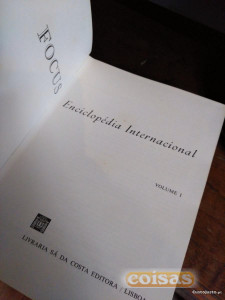 FOCUS
Enciclopédia Internacional
VOLUME I
LIVRARIA SÁ DA COSTA EDITORA / LISBOA
coisas